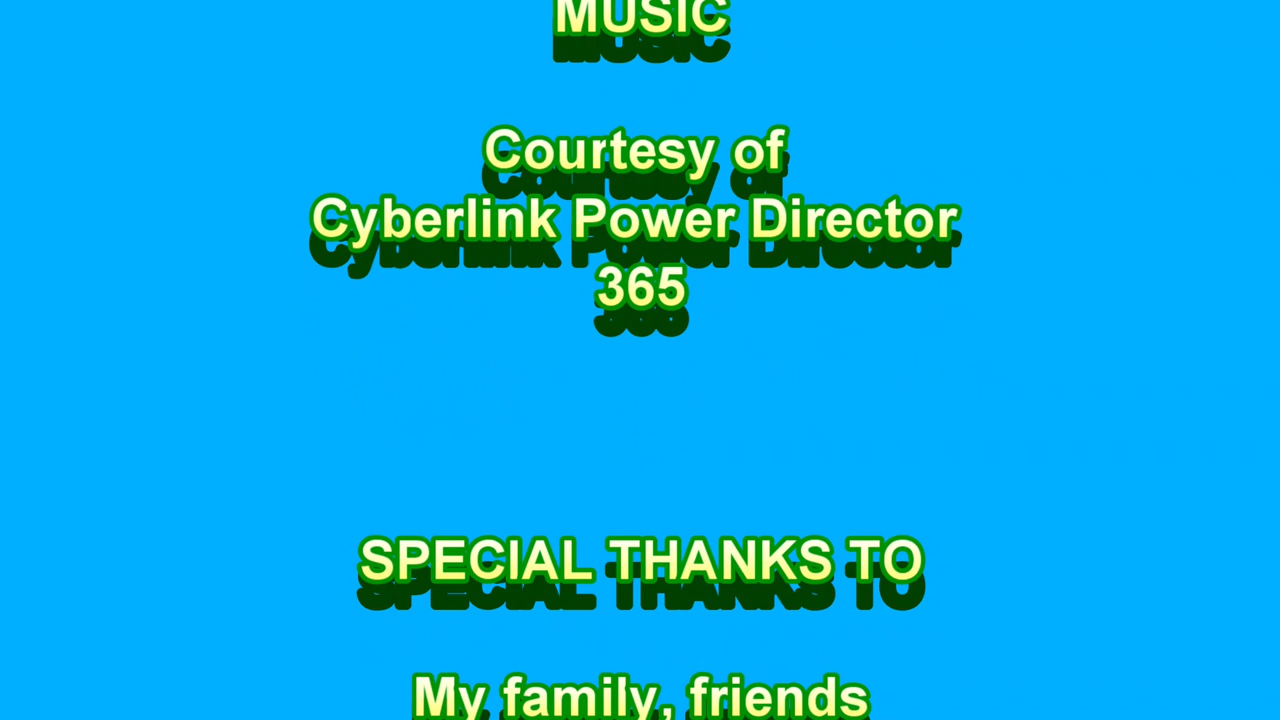 MUSIC
Courtesy of
Cyberlink Power Director
365
SPECIAL THANKS TO
My family, friends